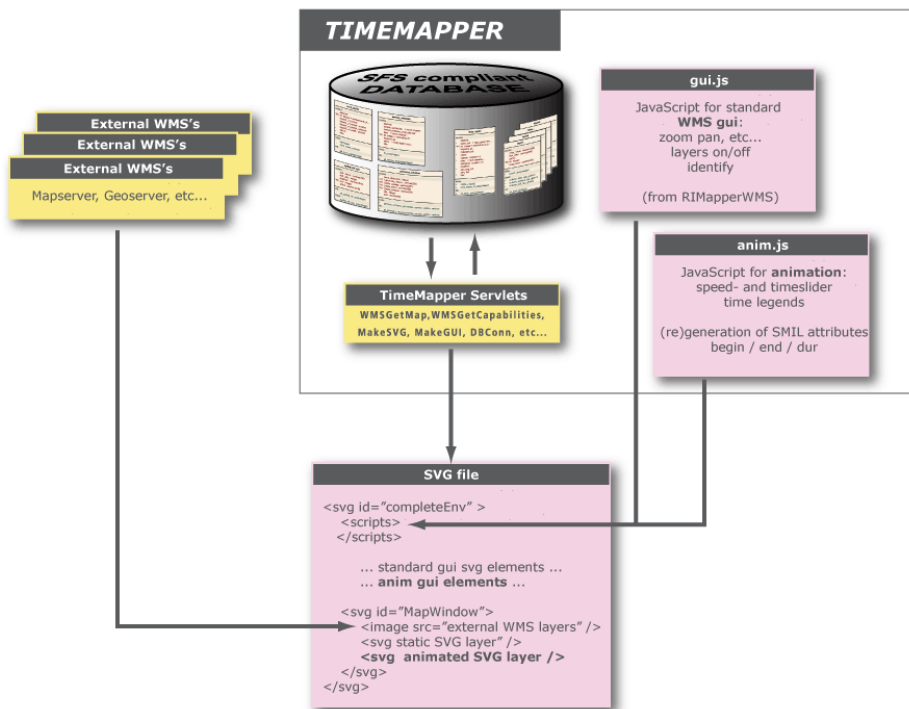 TIMEMAPPER
SFS compliant
DATABASE
External WMS's
External WMS's
External WMS's
Mapserver, Geoserver, etc...
gui.js
JavaScript for standard
WMS gui:
zoom pan, etc...
layers on/off
identify
(from RIMapperWMS)
anim.js
JavaScript for animation:
speed- and timeslider
time legends
(re)generation of SMIL attributes
begin / end / dur
TimeMapper Servlets
WMSGetMap,WMSGetCapabilities,
MakeSVG, MakeGUI, DBConn, etc...
SVG file
<svg id="completeEnv" >
<scripts>
</scripts>
... standard gui svg elements ...
... anim gui elements ...
<svg id="MapWindow">
<image src="external WMS layers" />
<svg static SVG layer" />
<svg  animated SVG layer />
</svg>
</svg>